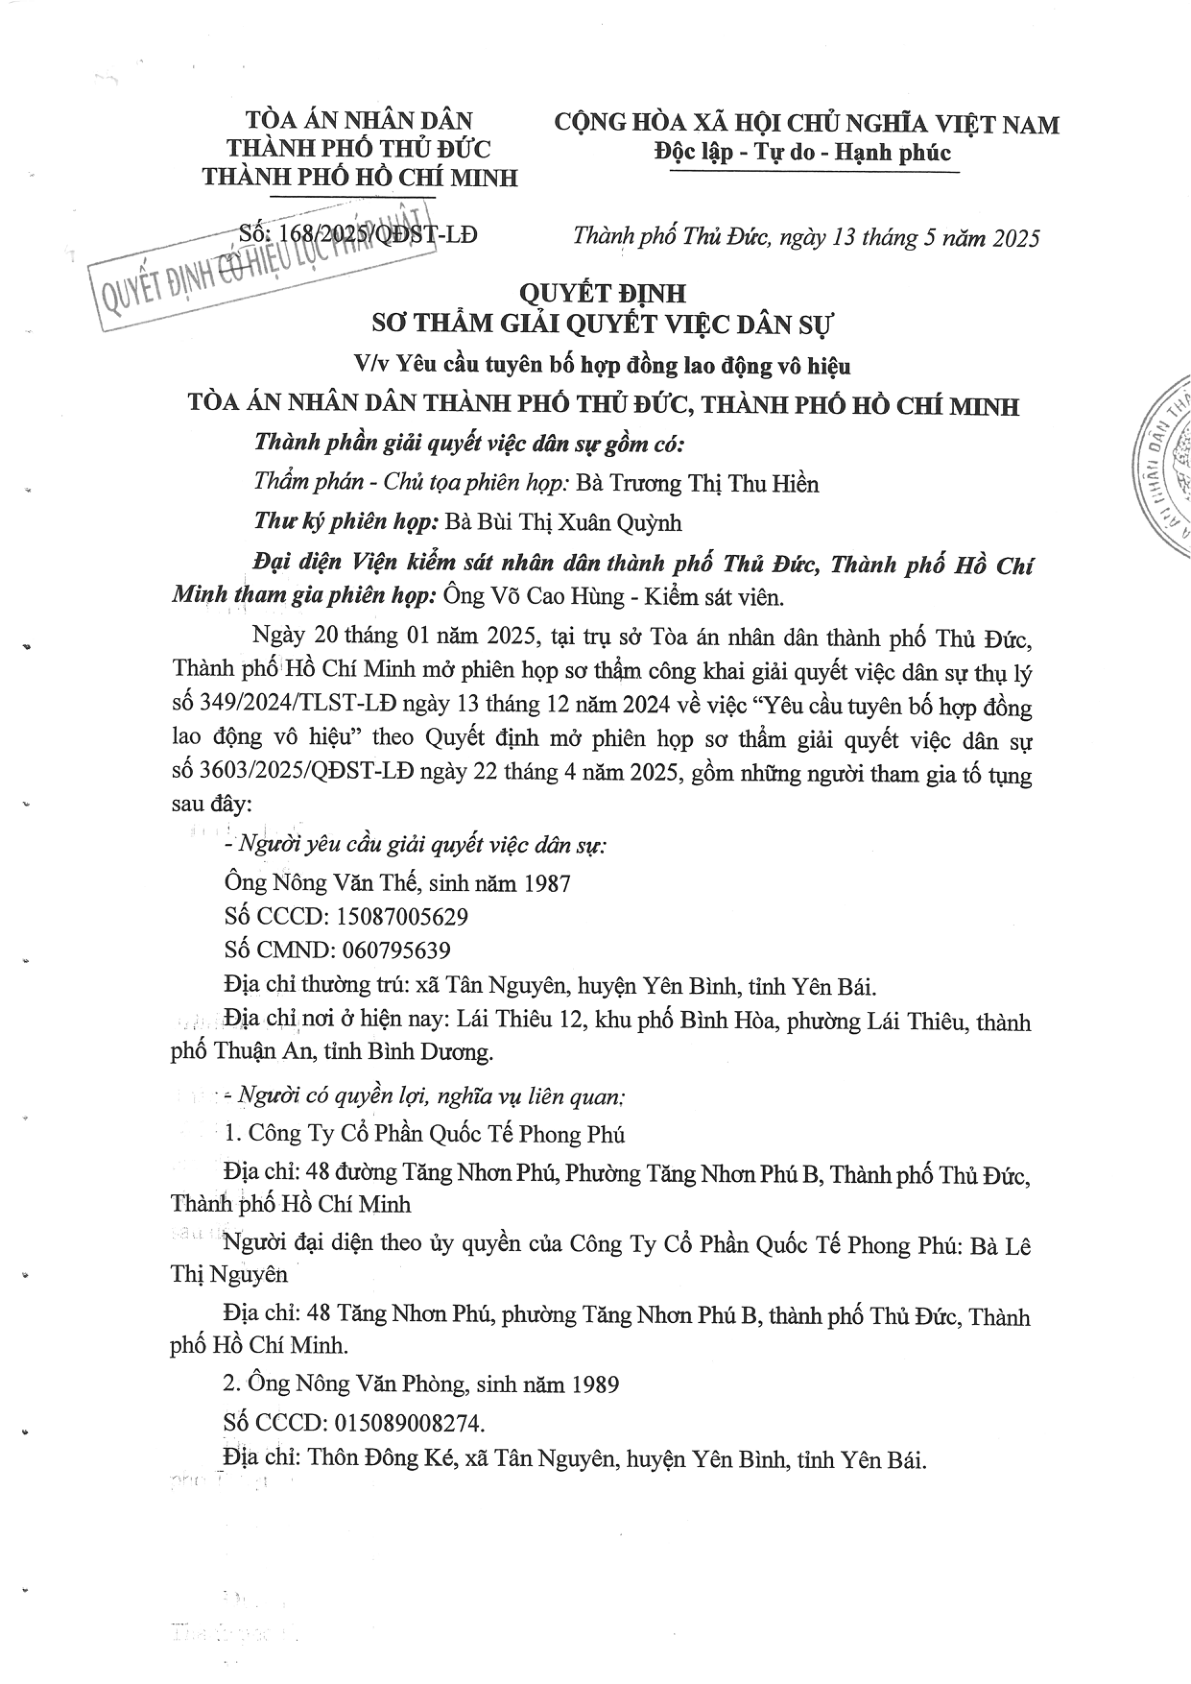 TÒA ÁN NHÂN DÂN
THÀNH PHỐ THỦ ĐỨC
THÀNH PHỐ HỒ CHÍ MINH
CỘNG HÒA XÃ HỘI CHỦ NGHĨA VIỆT NAM
Độc lập - Tự do - Hạnh phúc
Số: 168/2025/QĐST-LĐ
Thành phố Thủ Đức, ngày 13 tháng 5 năm 2025
QUYẾT ĐỊNH CÓ HIỆU LỰC PHÁP LUẬT
QUYẾT ĐỊNH
SƠ THẨM GIẢI QUYẾT VIỆC DÂN SỰ
V/v Yêu cầu tuyên bố hợp đồng lao động vô hiệu
TÒA ÁN NHÂN DÂN THÀNH PHỐ THỦ ĐỨC, THÀNH PHỐ HỒ CHÍ MINH
Thành phần giải quyết việc dân sự gồm có:
Thẩm phán - Chủ tọa phiên họp: Bà Trương Thị Thu Hiền
Thư ký phiên họp: Bà Bùi Thị Xuân Quỳnh
Đại diện Viện kiểm sát nhân dân thành phố Thủ Đức, Thành phố Hồ Chí
Minh tham gia phiên họp: Ông Võ Cao Hùng - Kiểm sát viên.
Ngày 20 tháng 01 năm 2025, tại trụ sở Tòa án nhân dân thành phố Thủ Đức,
Thành phố Hồ Chí Minh mở phiên họp sơ thẩm công khai giải quyết việc dân sự thụ lý
số 349/2024/TLST-LĐ ngày 13 tháng 12 năm 2024 về việc “Yêu cầu tuyên bố hợp đồng
lao động vô hiệu” theo Quyết định mở phiên họp sơ thẩm giải quyết việc dân sự
số 3603/2025/QĐST-LĐ ngày 22 tháng 4 năm 2025, gồm những người tham gia tố tụng
sau đây:
- Người yêu cầu giải quyết việc dân sự:
Ông Nông Văn Thế, sinh năm 1987
Số CCCD: 15087005629
Số CMND: 060795639
Địa chỉ thường trú: xã Tân Nguyên, huyện Yên Bình, tỉnh Yên Bái.
Địa chỉ nơi ở hiện nay: Lái Thiêu 12, khu phố Bình Hòa, phường Lái Thiêu, thành
phố Thuận An, tỉnh Bình Dương.
- Người có quyền lợi, nghĩa vụ liên quan:
1. Công Ty Cổ Phần Quốc Tế Phong Phú
Địa chỉ: 48 đường Tăng Nhơn Phú, Phường Tăng Nhơn Phú B, Thành phố Thủ Đức,
Thành phố Hồ Chí Minh
Người đại diện theo ủy quyền của Công Ty Cổ Phần Quốc Tế Phong Phú: Bà Lê
Thị Nguyên
Địa chỉ: 48 Tăng Nhơn Phú, phường Tăng Nhơn Phú B, thành phố Thủ Đức, Thành
phố Hồ Chí Minh.
2. Ông Nông Văn Phòng, sinh năm 1989
Số CCCD: 015089008274.
Địa chỉ: Thôn Đông Ké, xã Tân Nguyên, huyện Yên Bình, tỉnh Yên Bái.
ÁN NHÂN DÂN